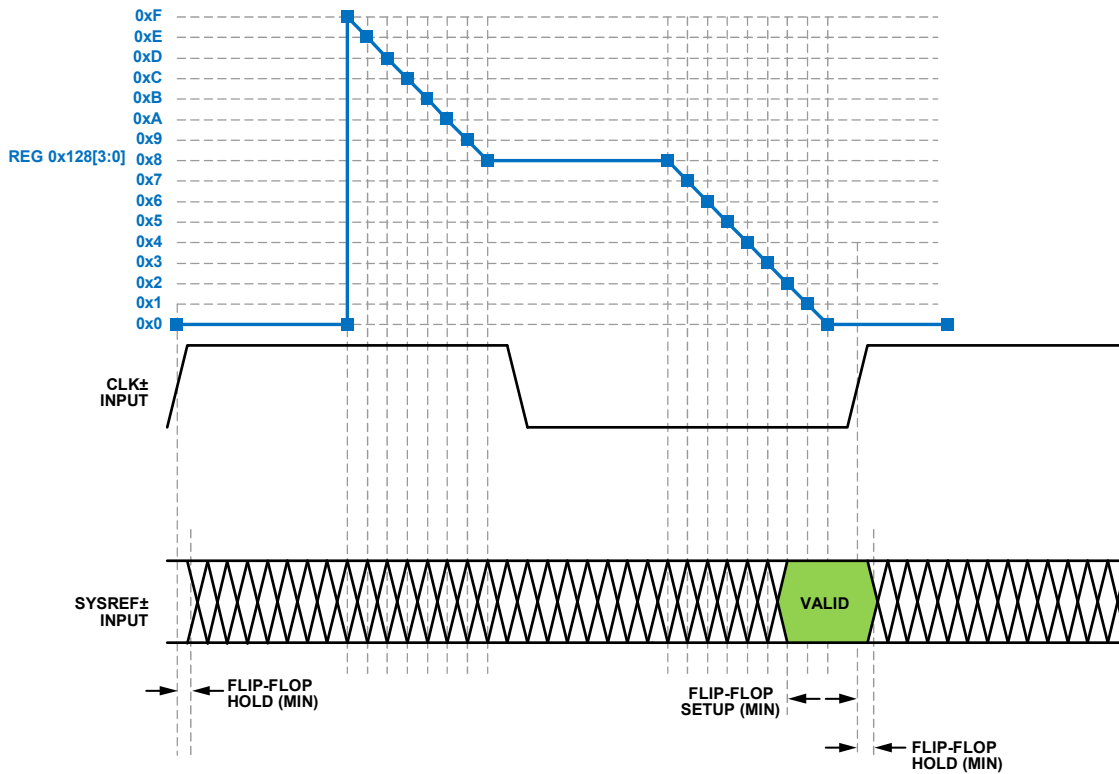 0xF
0xE
0xD
0xC
0xB
0xA
0x9
REG 0x128[3:0] 0x8
0x7
0x6
0x5
0x4
0x3
0x2
0x1
0x0
CLK±
INPUT
SYSREF±
INPUT
VALID
FLIP-FLOP
HOLD (MIN)
FLIP-FLOP
SETUP (MIN)
FLIP-FLOP
HOLD (MIN)